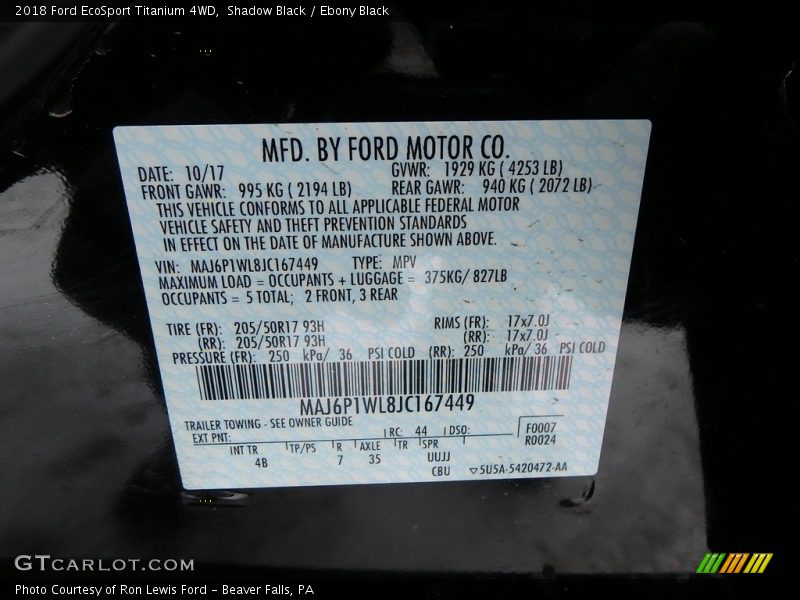 2018 Ford EcoSport Titanium 4WD,  Shadow Black / Ebony Black
MFD. BY FORD MOTOR CO.
DATE: 10/17 GVWR: 1929 KG ( 4253 LB)
FRONT GAWR: 995 KG ( 2194 LB) REAR GAWR: 940 KG ( 2072 LB)
THIS VEHICLE CONFORMS TO ALL APPLICABLE FEDERAL MOTOR
VEHICLE SAFETY AND THEFT PREVENTION STANDARDS
IN EFFECT ON THE DATE OF MANUFACTURE SHOWN ABOVE.
VIN: MAJ6P1WL8JC167449 TYPE: MPV
MAXIMUM LOAD = OCCUPANTS + LUGGAGE = 375KG/ 827LB
OCCUPANTS = 5 TOTAL; 2 FRONT, 3 REAR
TIRE (FR): 205/50R17 93H RIMS (FR): 17x7.0J
(RR): 205/50R17 93H (RR): 17x7.0J
PRESSURE (FR): 250 kPa/ 36 PSI COLD (RR): 250 kPa/ 36 PSI COLD
MAJ6P1WL8JC167449
TRAILER TOWING - SEE OWNER GUIDE
EXT PNT: RC: 44 DSO: F0007
R0024
INT TR TP/PS R AXLE TR SPR
4B 7 35 UUJJ
CBU ▽5U5A-5420472-AA
GTCARLOT.COM
Photo Courtesy of Ron Lewis Ford – Beaver Falls, PA